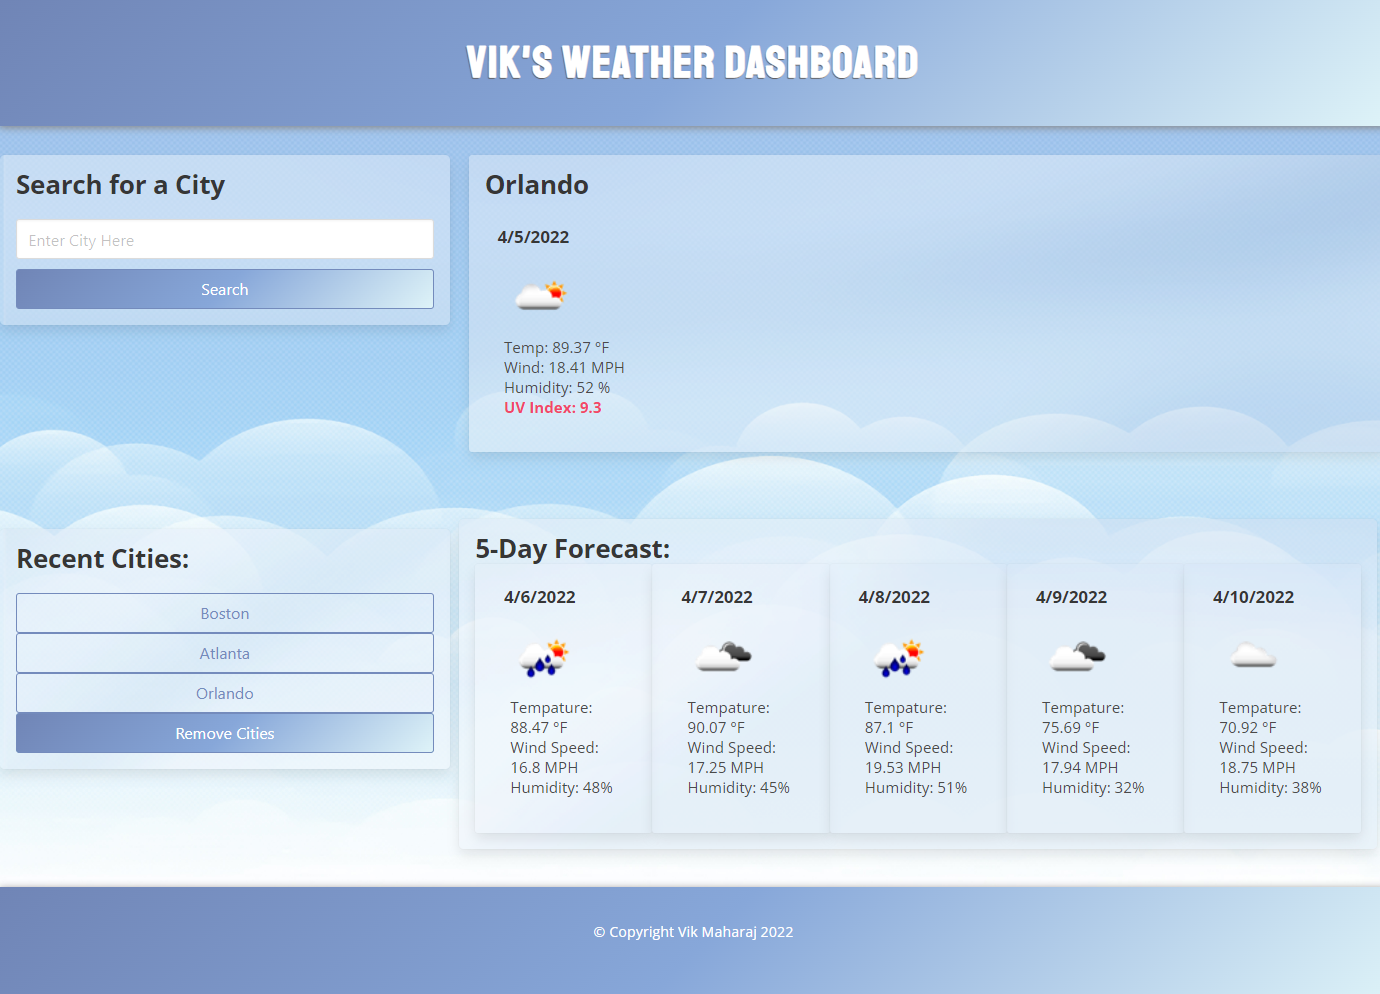 VIK'S WEATHER DASHBOARD
Search for a City
Enter City Here
Search
Orlando
4/5/2022
Temp: 89.37 °F
Wind: 18.41 MPH
Humidity: 52 %
UV Index: 9.3
Recent Cities:
Boston
Atlanta
Orlando
Remove Cities
5-Day Forecast:
4/6/2022
Tempature:
88.47 °F
Wind Speed:
16.8 MPH
Humidity: 48%
4/7/2022
Tempature:
90.07 °F
Wind Speed:
17.25 MPH
Humidity: 45%
4/8/2022
Tempature:
87.1 °F
Wind Speed:
19.53 MPH
Humidity: 51%
4/9/2022
Tempature:
75.69 °F
Wind Speed:
17.94 MPH
Humidity: 32%
4/10/2022
Tempature:
70.92 °F
Wind Speed:
18.75 MPH
Humidity: 38%
© Copyright Vik Maharaj 2022